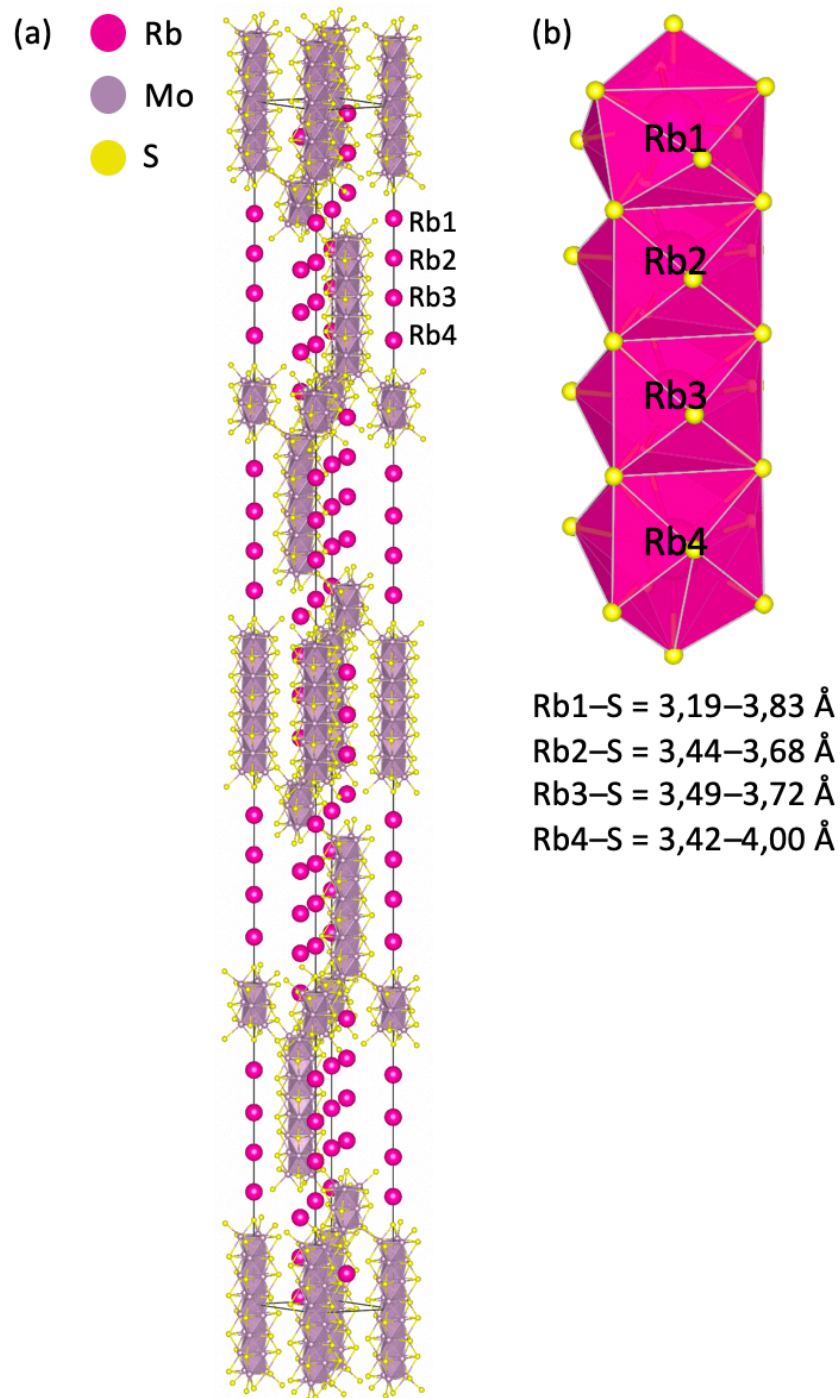 (a)
Rb
Mo
S
Rb1
Rb2
Rb3
Rb4
(b)
Rb1
Rb2
Rb3
Rb4
Rb1–S = 3,19–3,83 Å
Rb2–S = 3,44–3,68 Å
Rb3–S = 3,49–3,72 Å
Rb4–S = 3,42–4,00 Å